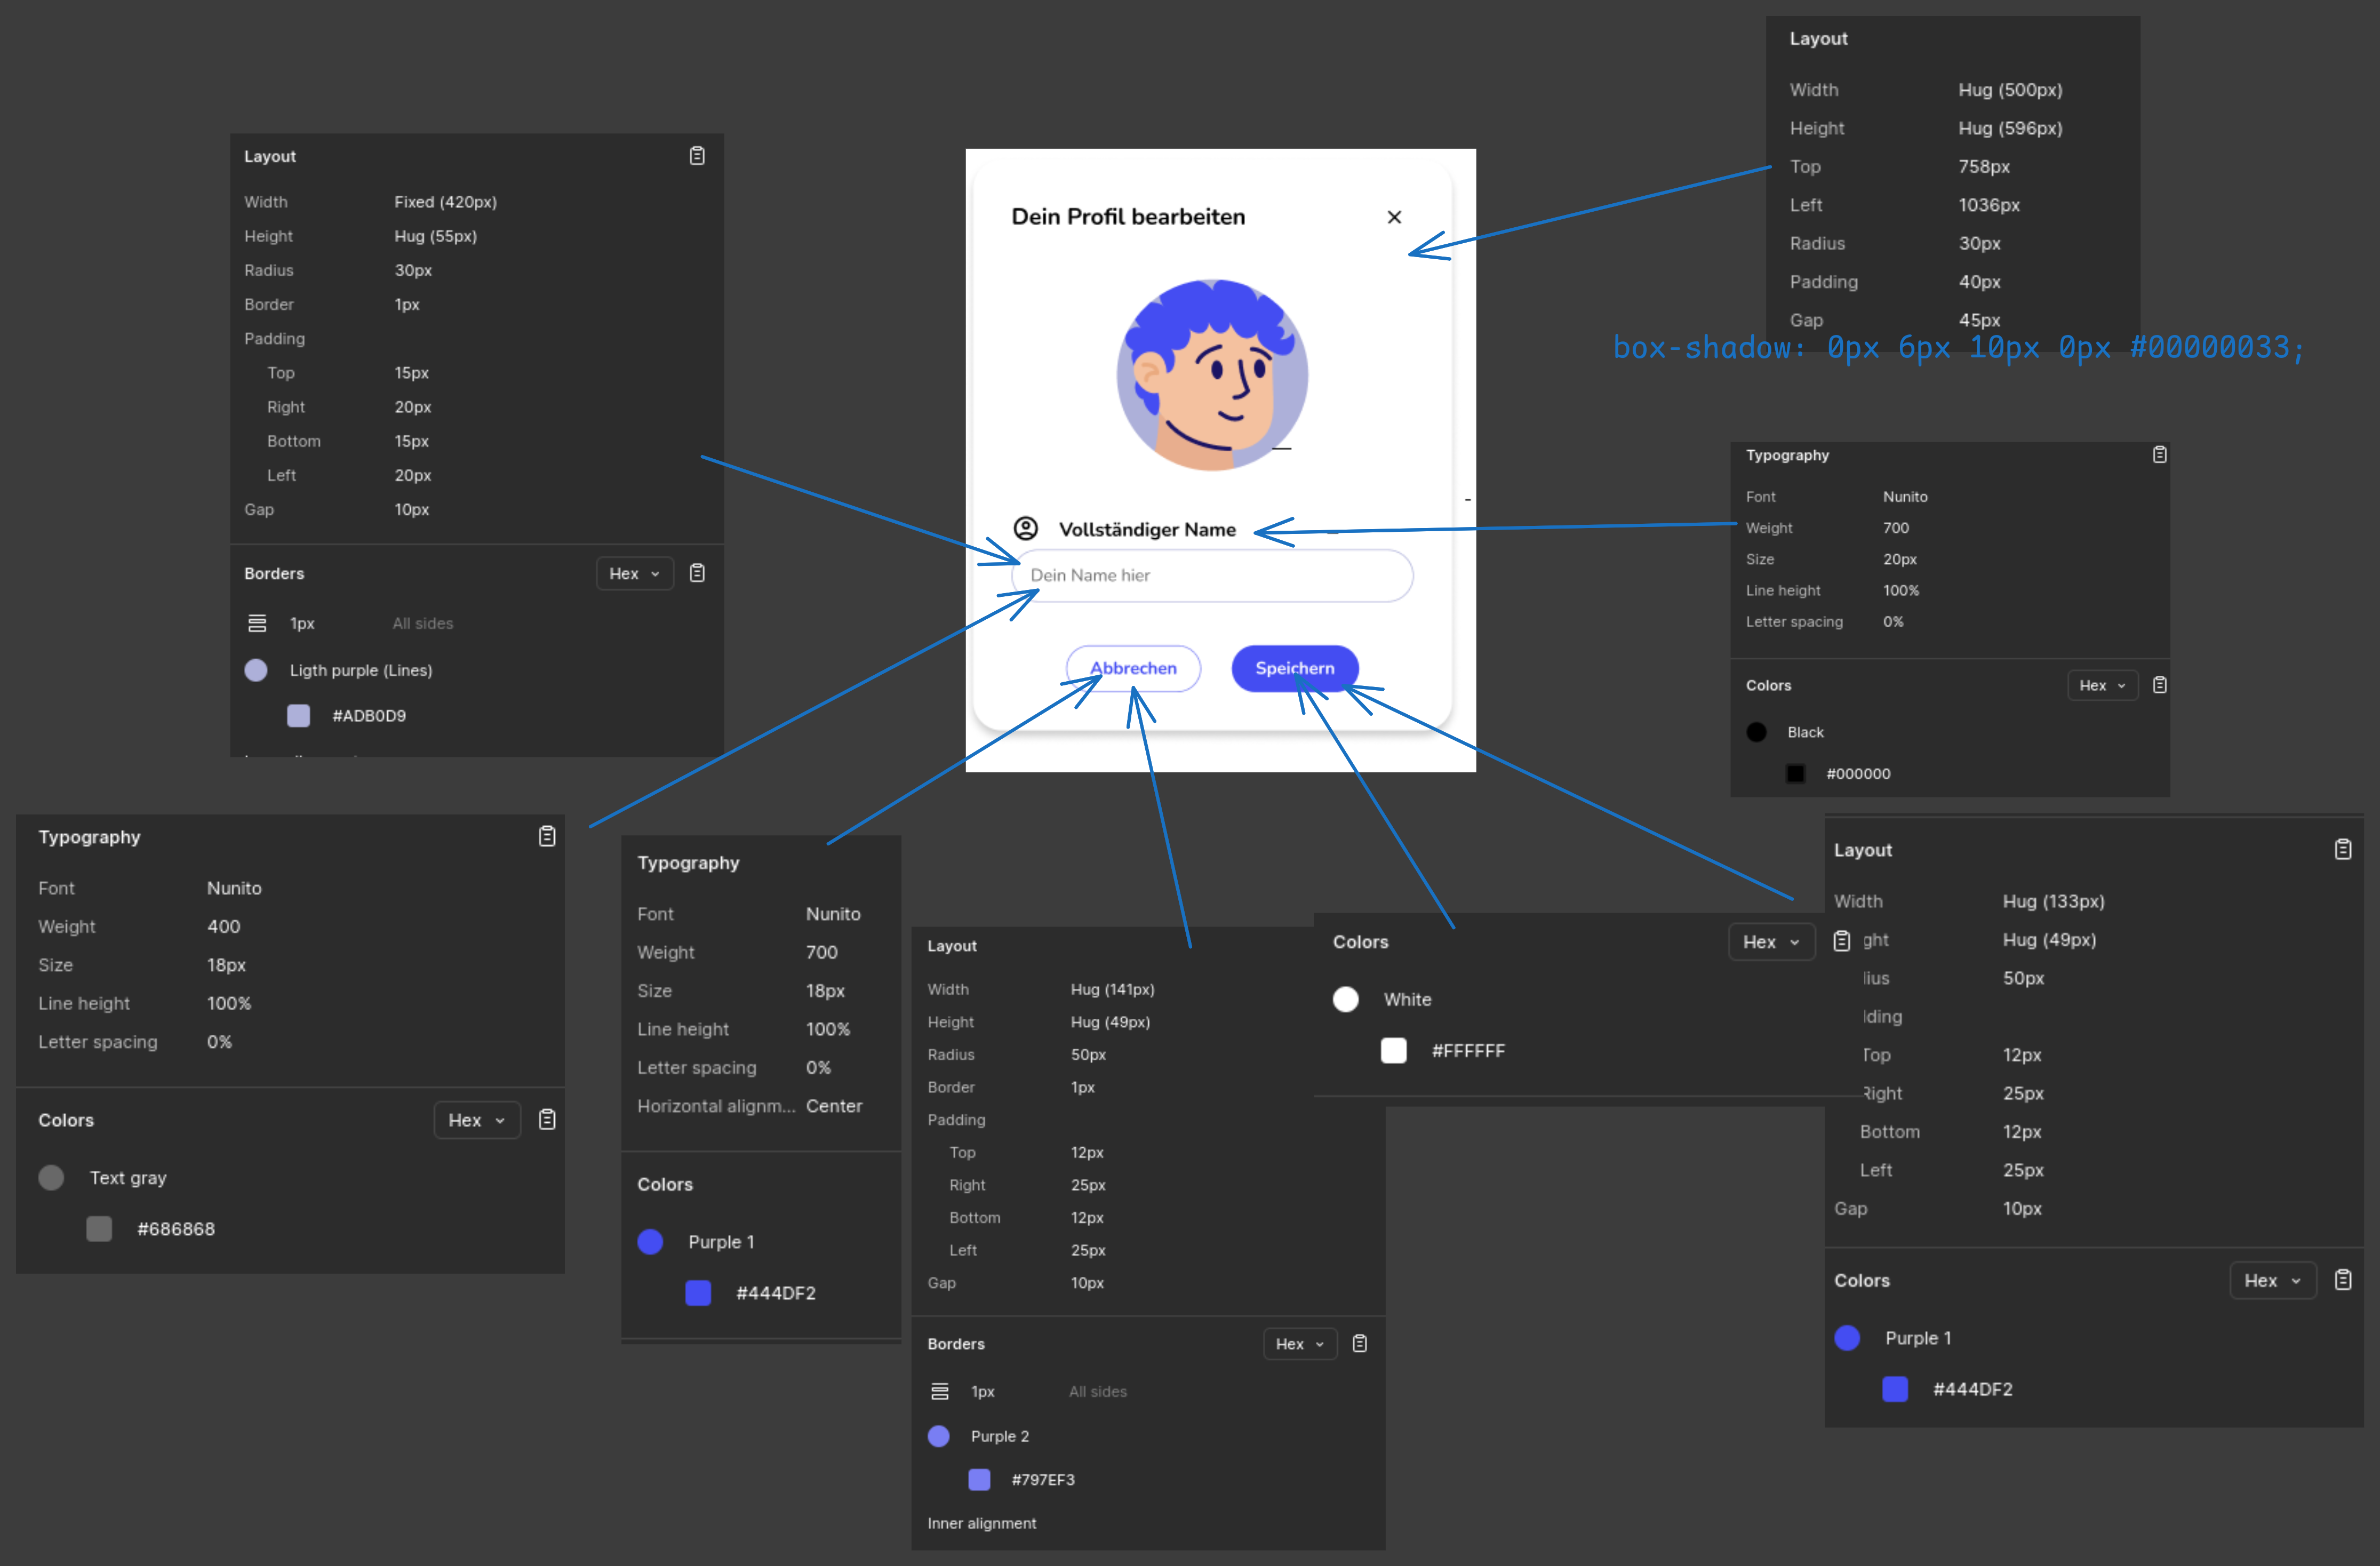 Layout
Width Hug (500px)
Height Hug (596px)
Top 758px
Left 1036px
Radius 30px
Padding 40px
Gap 45px
box-shadow: 0px 6px 10px 0px #00000033;
Layout
Width Fixed (420px)
Height Hug (55px)
Radius 30px
Border 1px
Padding
Top 15px
Right 20px
Bottom 15px
Left 20px
Gap 10px
Borders Hex
1px All sides
Ligth purple (Lines)
#ADB0D9
Dein Profil bearbeiten
Vollständiger Name
Dein Name hier
Abbrechen Speichern
Typography
Font Nunito
Weight 700
Size 20px
Line height 100%
Letter spacing 0%
Colors Hex
Black
#000000
Typography
Font Nunito
Weight 400
Size 18px
Line height 100%
Letter spacing 0%
Colors Hex
Text gray
#686868
Typography
Font Nunito
Weight 700
Size 18px
Line height 100%
Letter spacing 0%
Horizontal alignm... Center
Colors
Purple 1
#444DF2
Layout
Width Hug (141px)
Height Hug (49px)
Radius 50px
Border 1px
Padding
Top 12px
Right 25px
Bottom 12px
Left 25px
Gap 10px
Borders Hex
1px All sides
Purple 2
#797EF3
Inner alignment
Colors Hex
White
#FFFFFF
Layout
Width Hug (133px)
ght Hug (49px)
ius 50px
ding
Top 12px
Right 25px
Bottom 12px
Left 25px
Gap 10px
Colors Hex
Purple 1
#444DF2